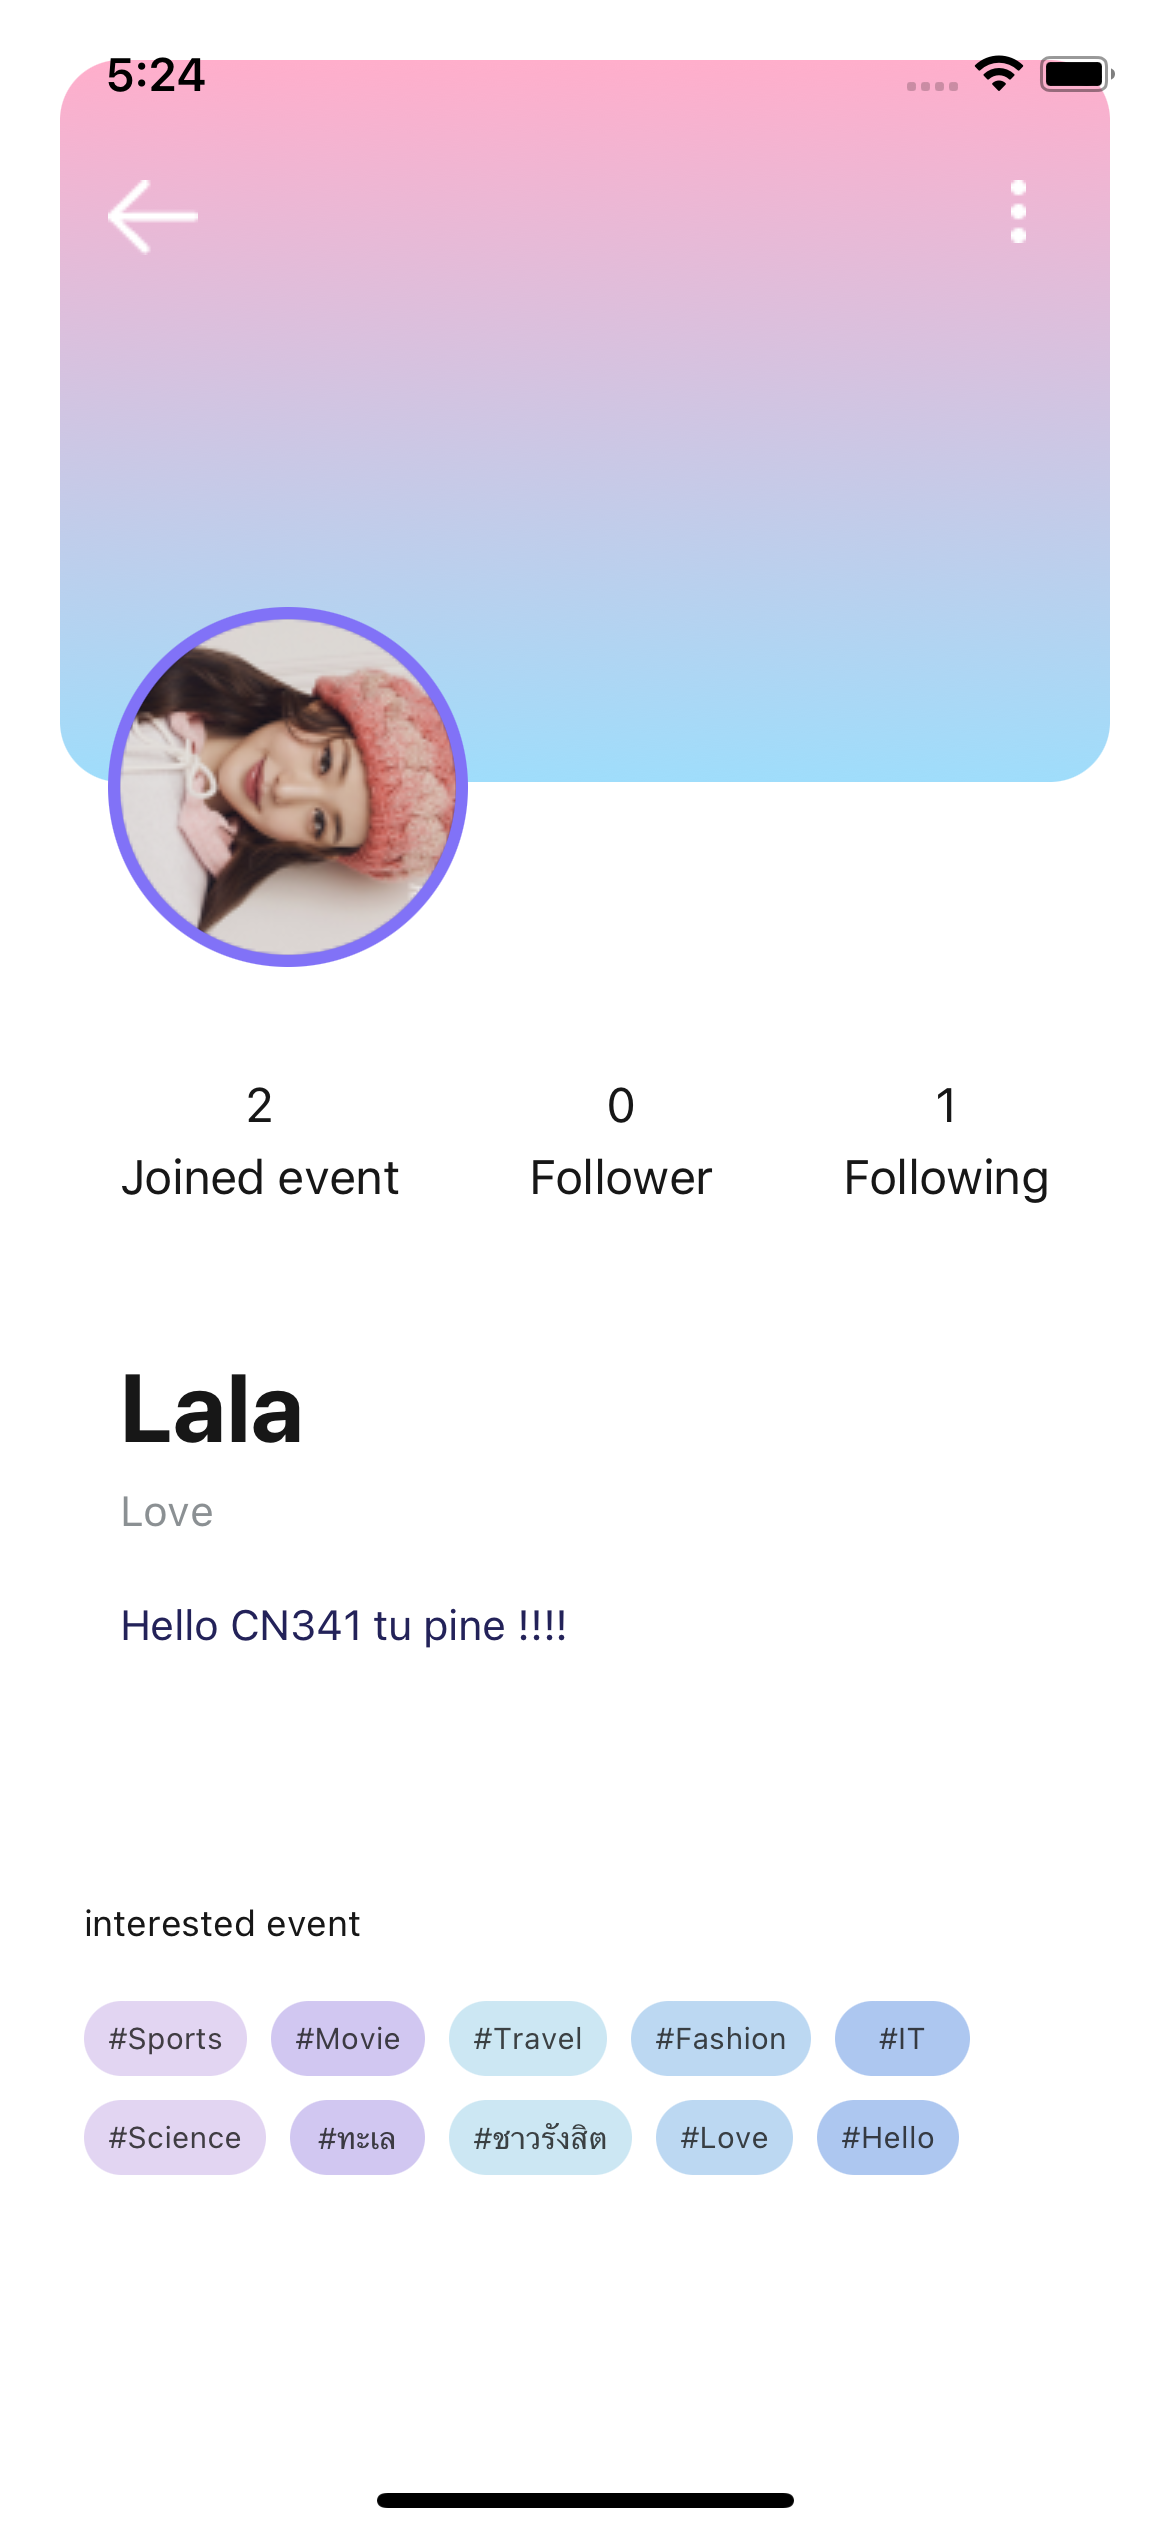 5:24
2 0 1
Joined event Follower Following
Lala
Love
Hello CN341 tu pine !!!!
interested event
#Sports #Movie #Travel #Fashion #IT
#Science #ทะเล #ชาวรังสิต #Love #Hello